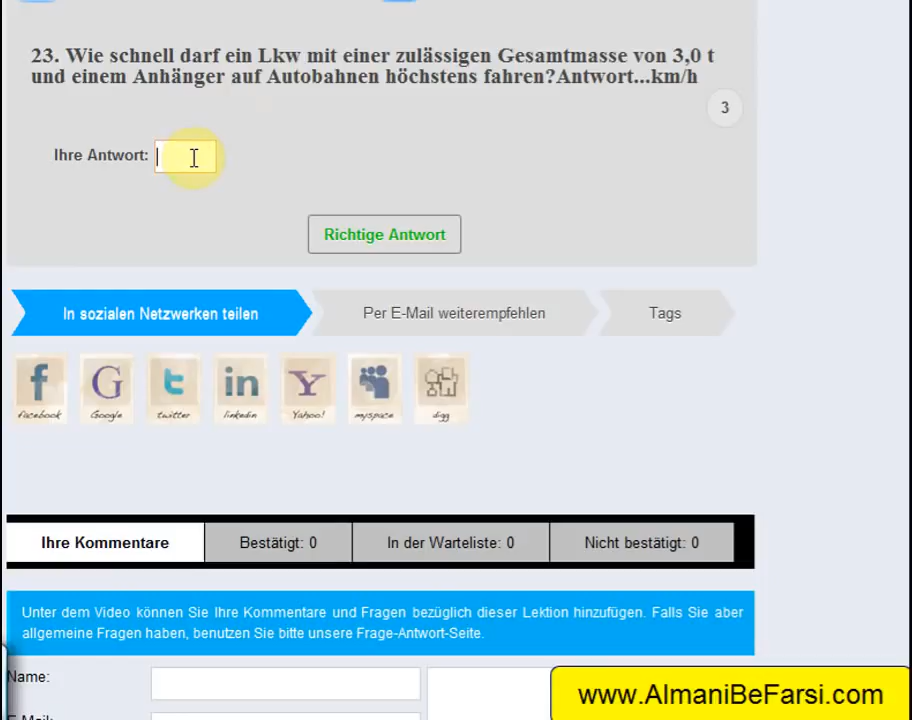 23. Wie schnell darf ein Lkw mit einer zulässigen Gesamtmasse von 3,0 t
und einem Anhänger auf Autobahnen höchstens fahren?Antwort...km/h
3
Ihre Antwort:
Richtige Antwort
In sozialen Netzwerken teilen
Per E-Mail weiterempfehlen
Tags
facebook
Google
twitter
linkedin
Yahoo!
myspace
digg
Ihre Kommentare
Bestätigt: 0
In der Warteliste: 0
Nicht bestätigt: 0
Unter dem Video können Sie Ihre Kommentare und Fragen bezüglich dieser Lektion hinzufügen. Falls Sie aber
allgemeine Fragen haben, benutzen Sie bitte unsere Frage-Antwort-Seite.
Name:
www.AlmaniBeFarsi.com
E-Mail: